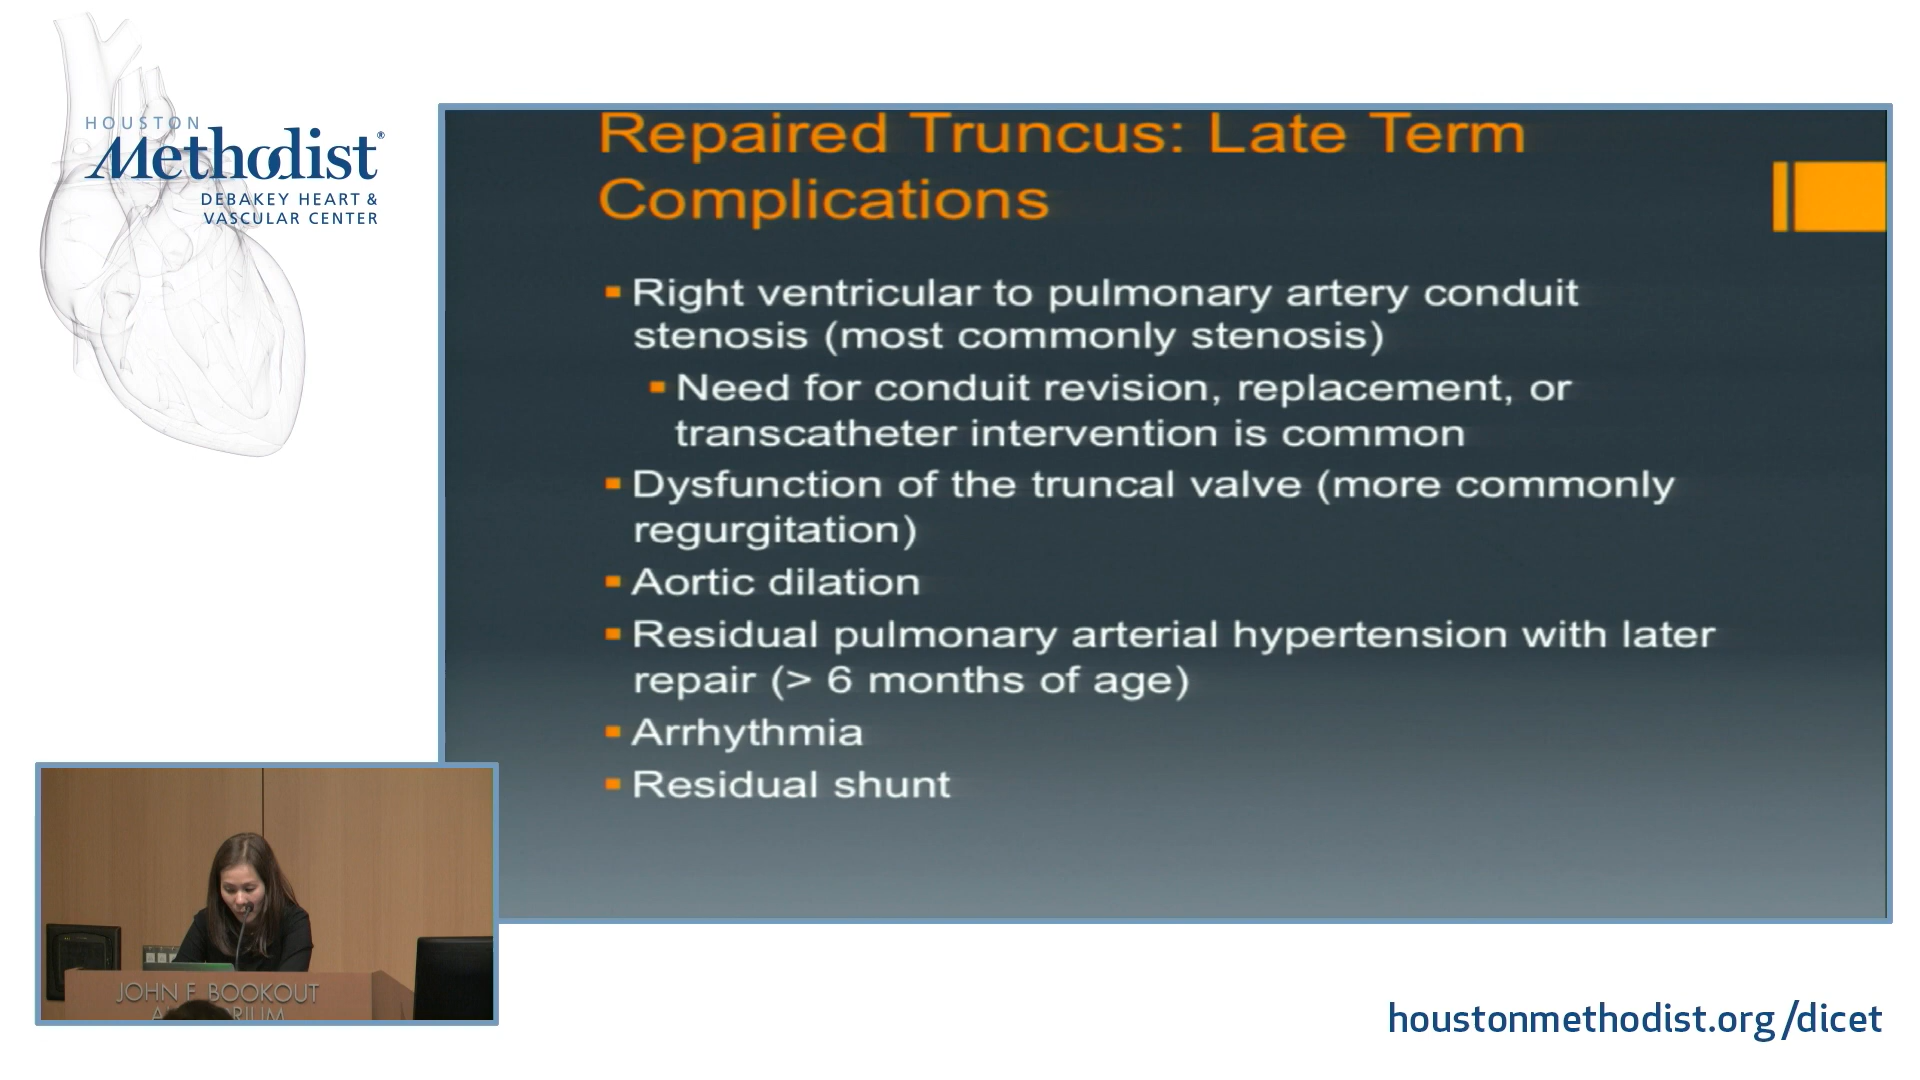 HOUSTON
Methodist®
DEBAKEY HEART &
VASCULAR CENTER
Repaired Truncus: Late Term
Complications
Right ventricular to pulmonary artery conduit
stenosis (most commonly stenosis)
Need for conduit revision, replacement, or
transcatheter intervention is common
Dysfunction of the truncal valve (more commonly
regurgitation)
Aortic dilation
Residual pulmonary arterial hypertension with later
repair (> 6 months of age)
Arrhythmia
Residual shunt
JOHN F. BOOKOUT
houstonmethodist.org/dicet